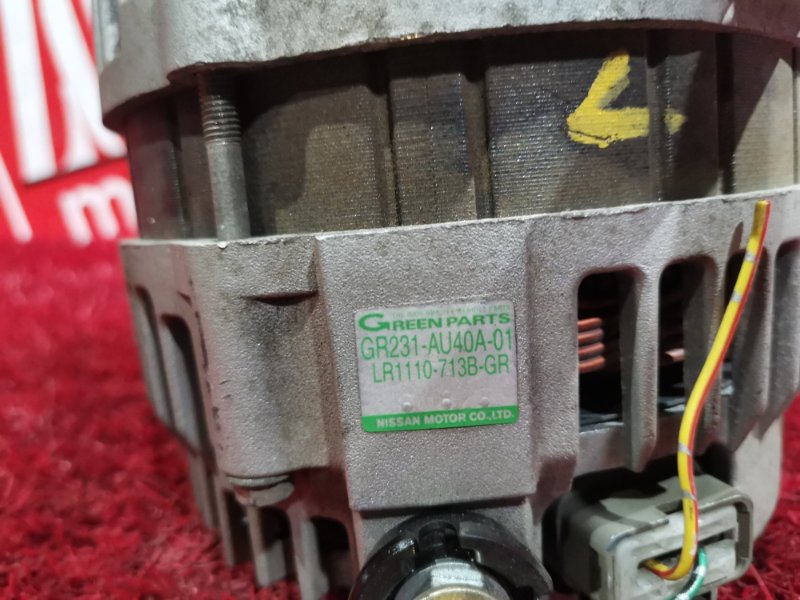 GREEN PARTS
GR231-AU40A-01
LR1110-713B-GR
NISSAN MOTOR CO.,LTD.